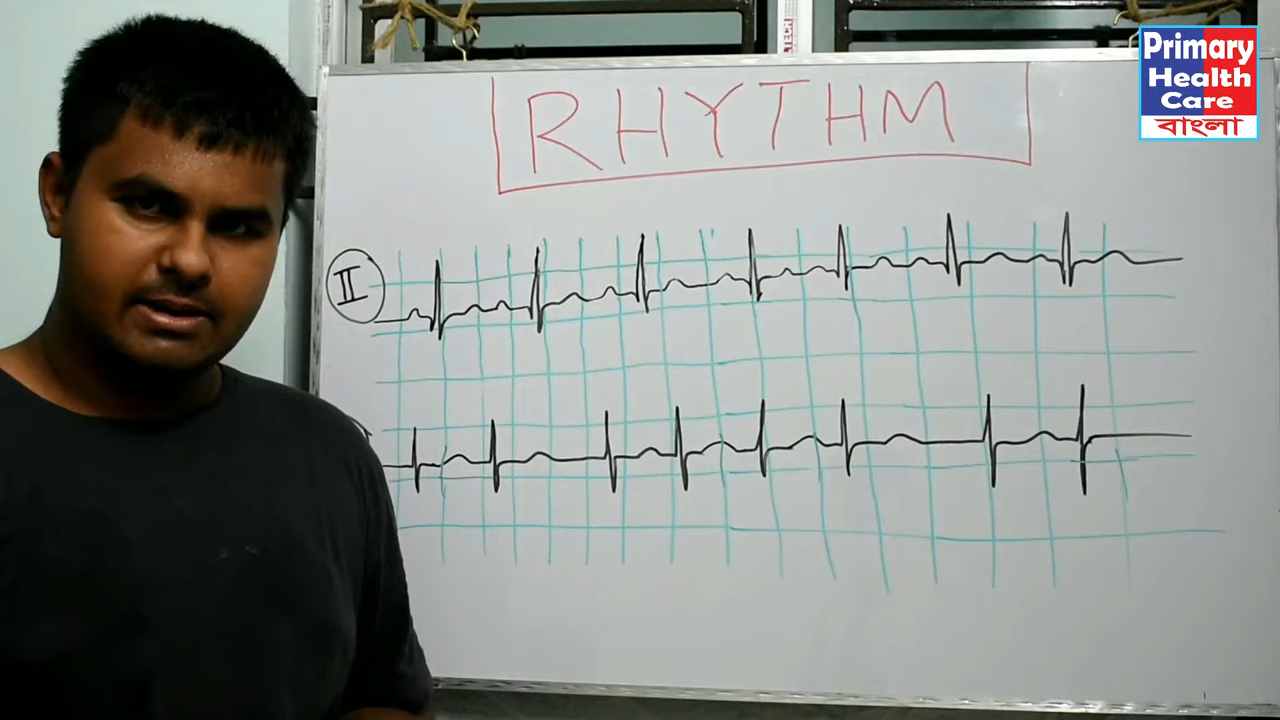 Primary
Health
Care
বাংলা
RHYTHM
II